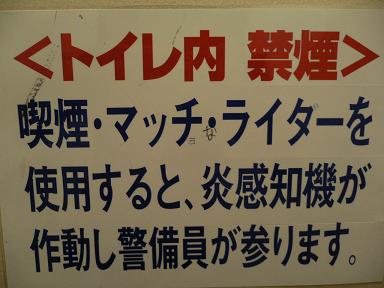 <トイレ内 禁煙>
喫煙・マッチ・ライダーを
使用すると、炎感知機が
作動し警備員が参ります。